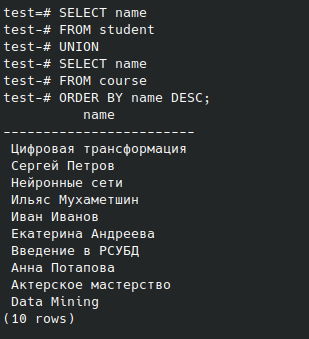 test=# SELECT name
test-# FROM student
test-# UNION
test-# SELECT name
test-# FROM course
test-# ORDER BY name DESC;
name
------------------------
Цифровая трансформация
Сергей Петров
Нейронные сети
Ильяс Мухаметшин
Иван Иванов
Екатерина Андреева
Введение в РСУБД
Анна Потапова
Актерское мастерство
Data Mining
(10 rows)